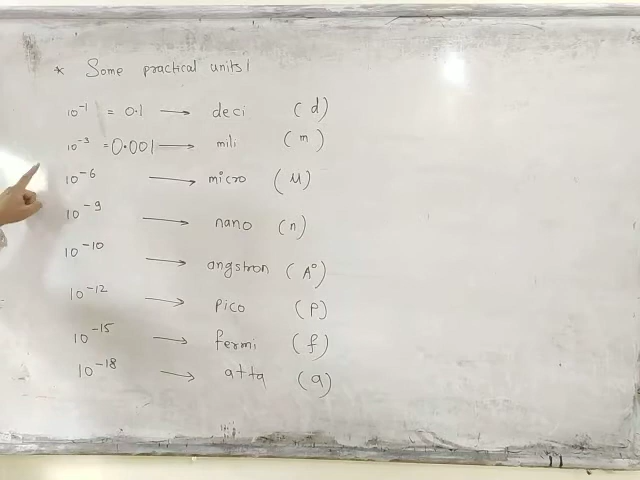 * Some practical units!
10⁻¹ = 0.1 → deci (d)
10⁻³ = 0.001 → mili (m)
10⁻⁶ → micro (μ)
10⁻⁹ → nano (n)
10⁻¹⁰ → angstron (A°)
10⁻¹² → pico (p)
10⁻¹⁵ → fermi (f)
10⁻¹⁸ → atta (a)